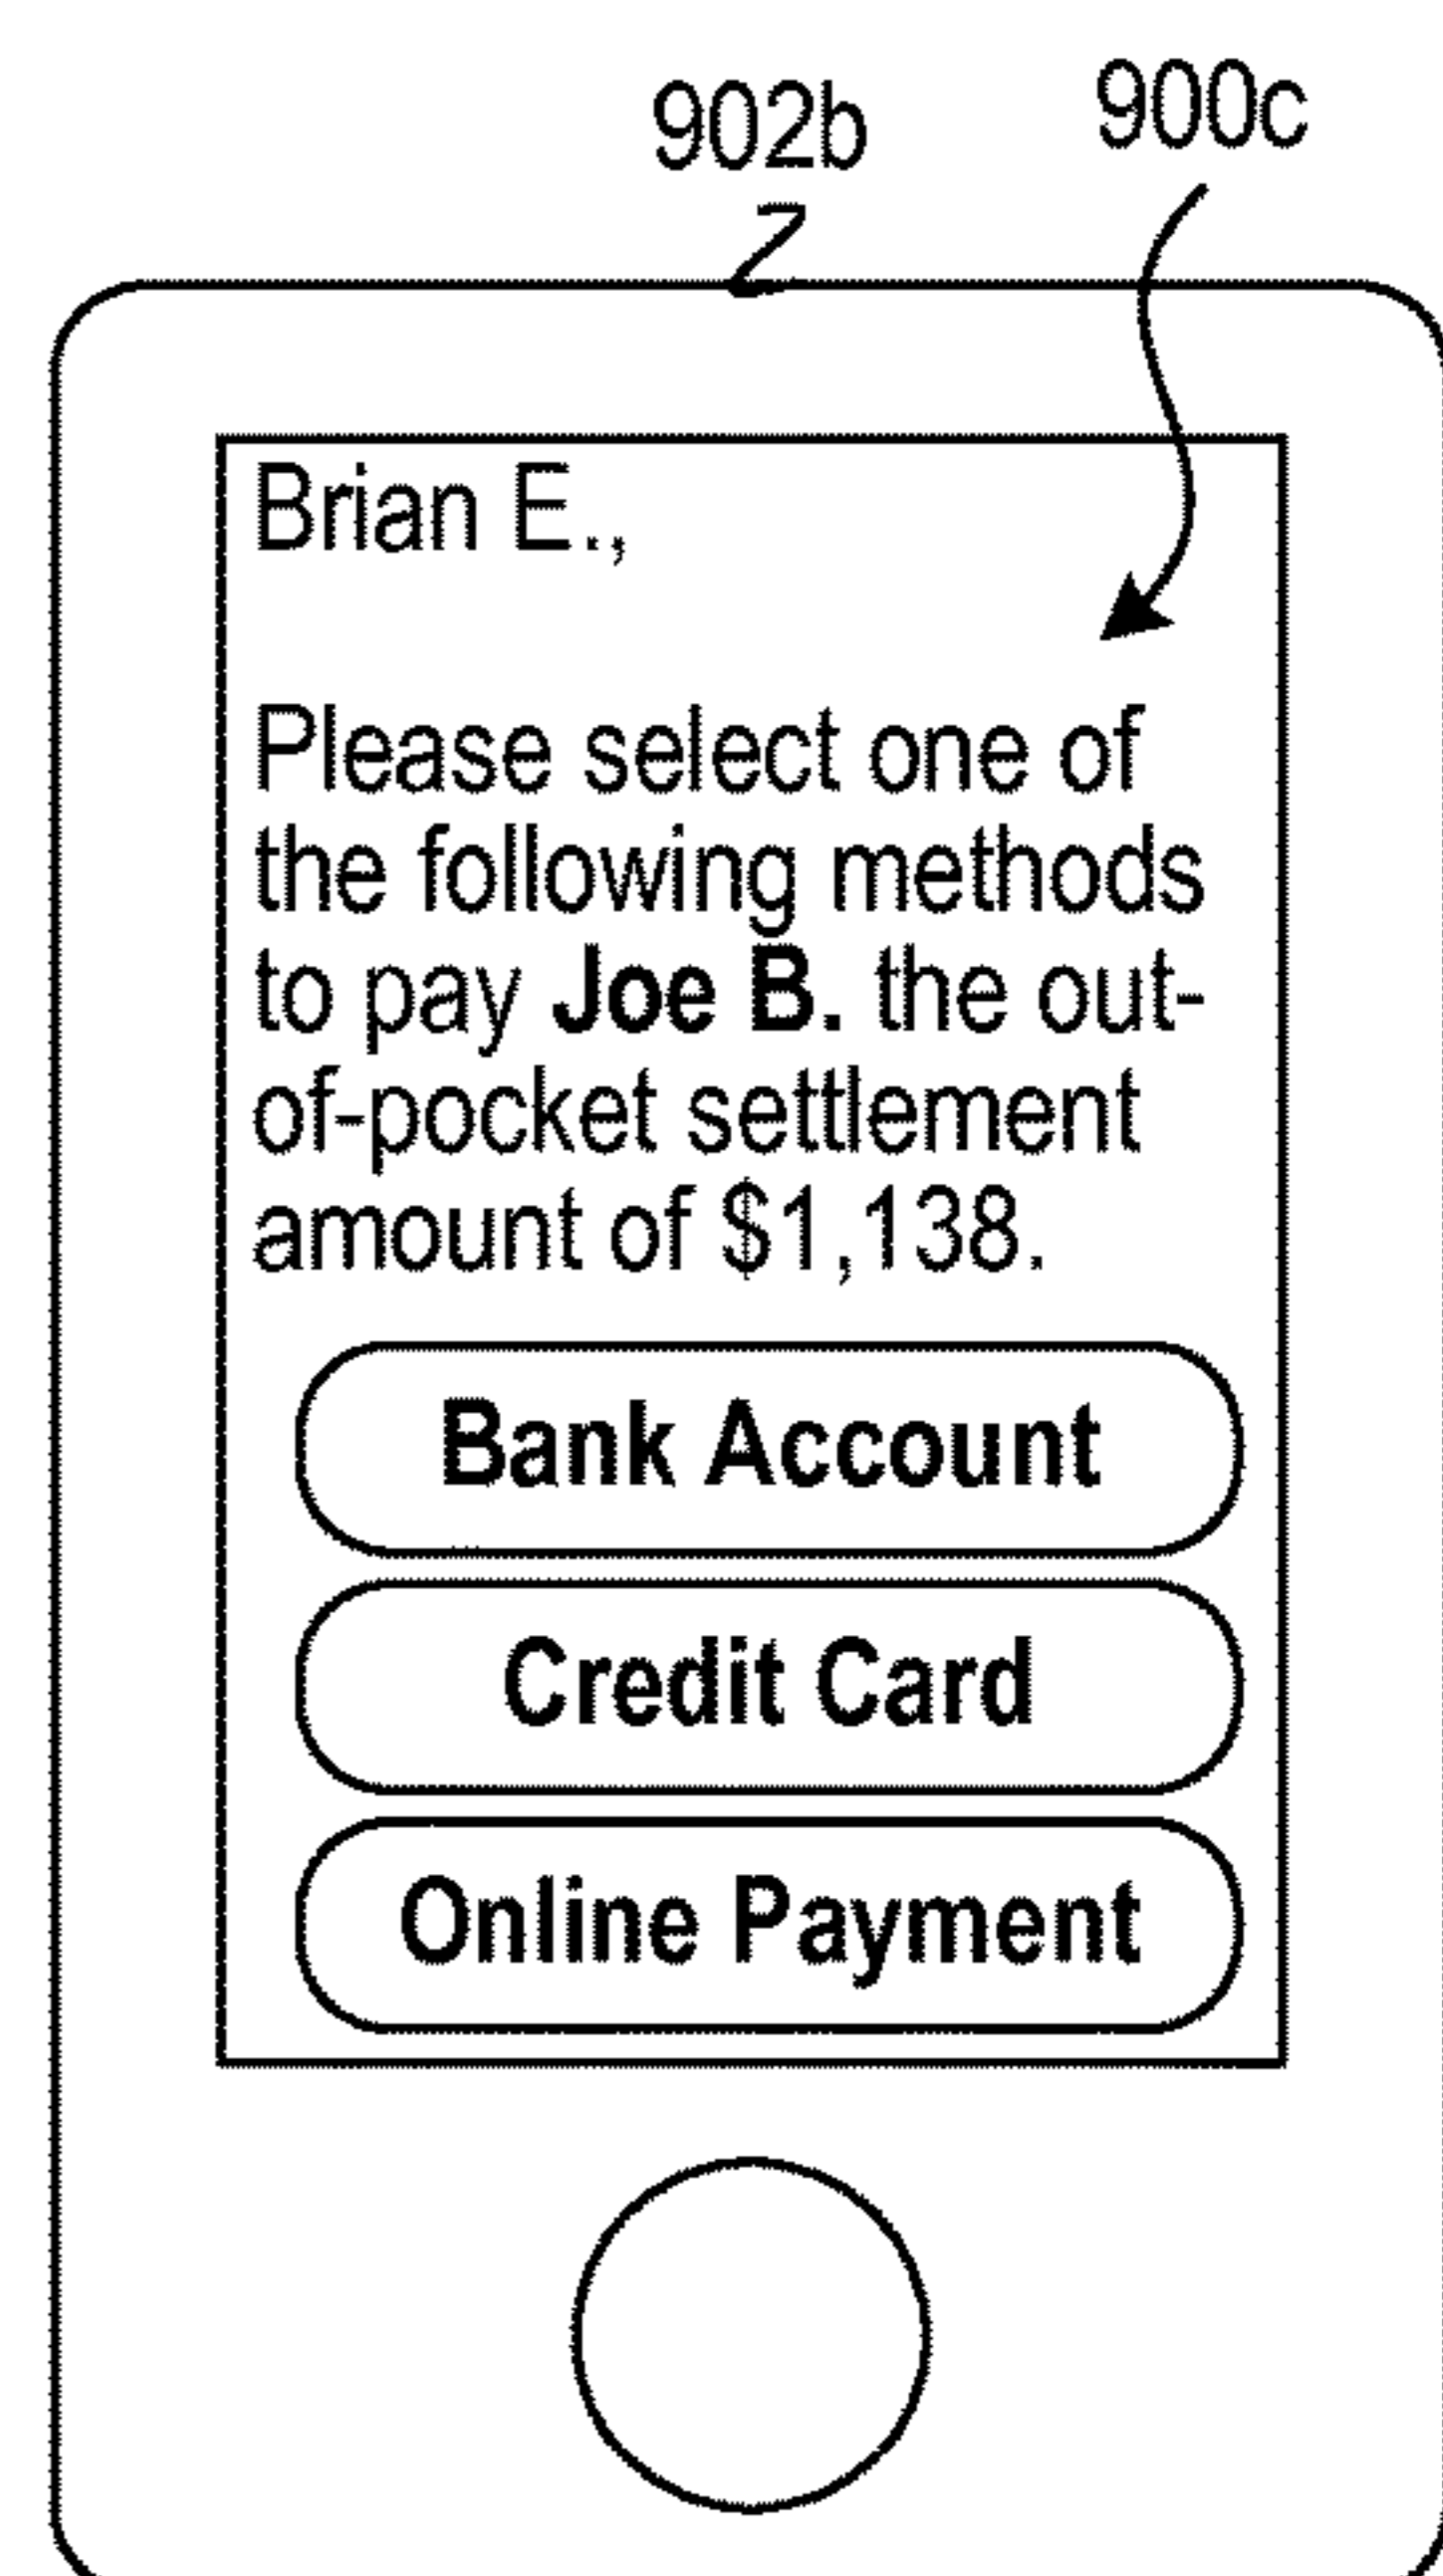 902b
900c
Brian E.,
Please select one of
the following methods
to pay Joe B. the out-
of-pocket settlement
amount of $1,138.
Bank Account
Credit Card
Online Payment